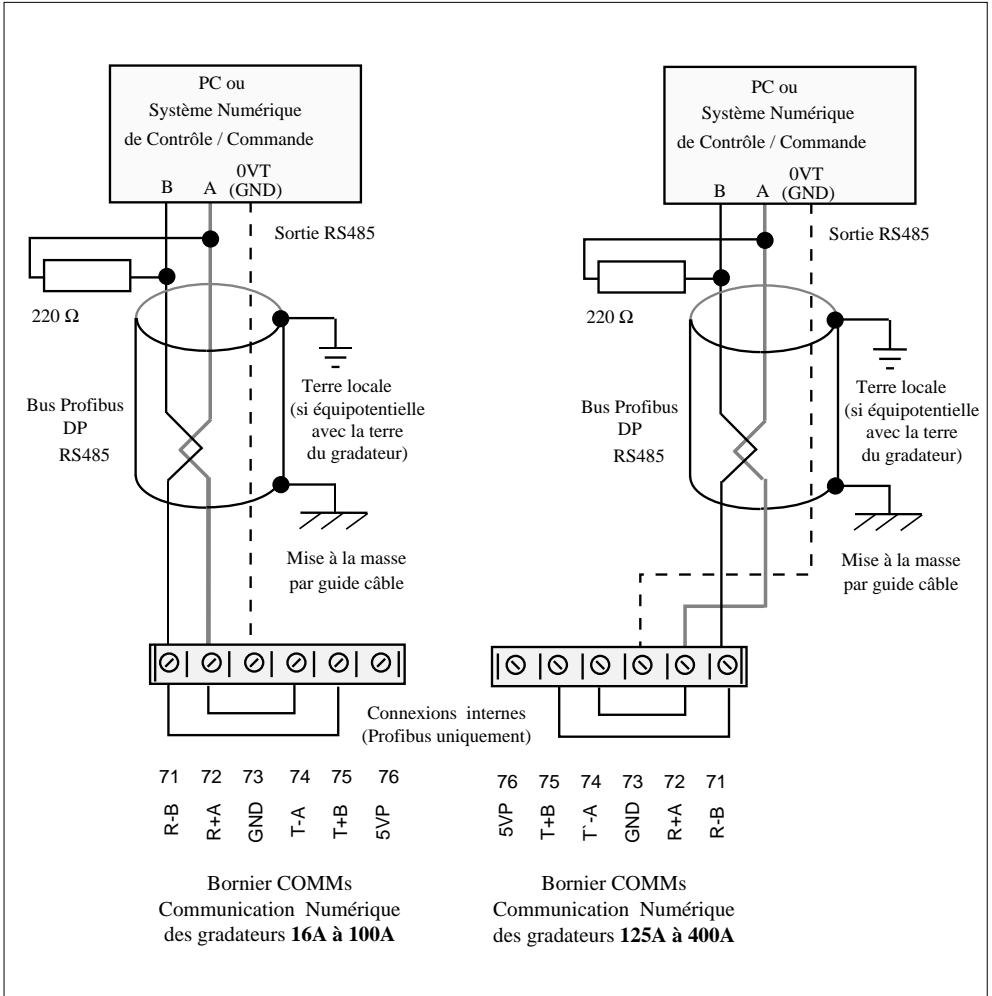 PC ou
Système Numérique
de Contrôle / Commande
0VT
B A (GND)
Sortie RS485
220 Ω
Terre locale
(si équipotentielle
avec la terre
du gradateur)
Bus Profibus
DP
RS485
Mise à la masse
par guide câble
PC ou
Système Numérique
de Contrôle / Commande
0VT
B A (GND)
Sortie RS485
220 Ω
Terre locale
(si équipotentielle
avec la terre
du gradateur)
Bus Profibus
DP
RS485
Mise à la masse
par guide câble
Connexions internes
(Profibus uniquement)
71 72 73 74 75 76
R-B R+A GND T-A T+B 5VP
76 75 74 73 72 71
5VP T+B T`-A GND R+A R-B
Bornier COMMs
Communication Numérique
des gradateurs 16A à 100A
Bornier COMMs
Communication Numérique
des gradateurs 125A à 400A